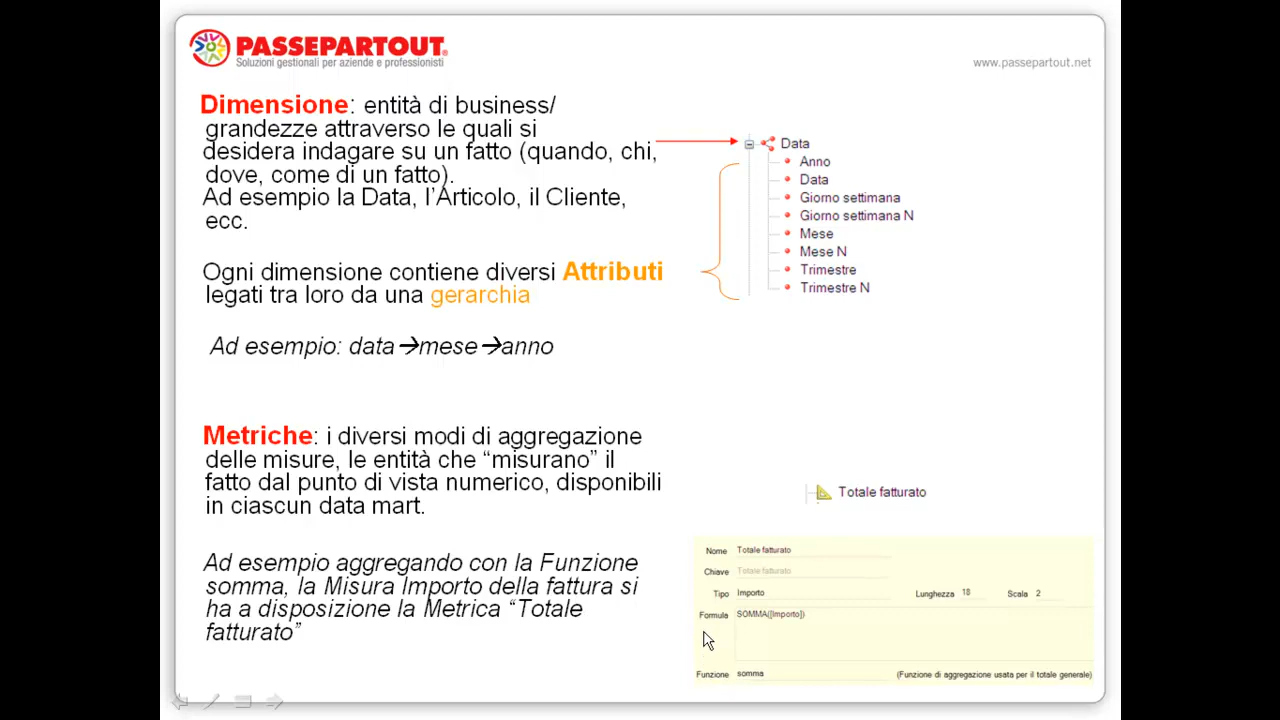 PASSEPARTOUT®
Soluzioni gestionali per aziende e professionisti
www.passepartout.net
Dimensione: entità di business/
grandezze attraverso le quali si
desidera indagare su un fatto (quando, chi,
dove, come di un fatto).
Ad esempio la Data, l'Articolo, il Cliente,
ecc.
Data
Anno
Data
Giorno settimana
Giorno settimana N
Mese
Mese N
Trimestre
Trimestre N
Ogni dimensione contiene diversi Attributi
legati tra loro da una gerarchia
Ad esempio: data→mese→anno
Metriche: i diversi modi di aggregazione
delle misure, le entità che “misurano” il
fatto dal punto di vista numerico, disponibili
in ciascun data mart.
Totale fatturato
Ad esempio aggregando con la Funzione
somma, la Misura Importo della fattura si
ha a disposizione la Metrica “Totale
fatturato”
Nome Totale fatturato
Chiave Totale fatturato
Tipo Importo Lunghezza 18 Scala 2
Formula SOMMA([Importo])
Funzione somma (Funzione di aggregazione usata per il totale generale)